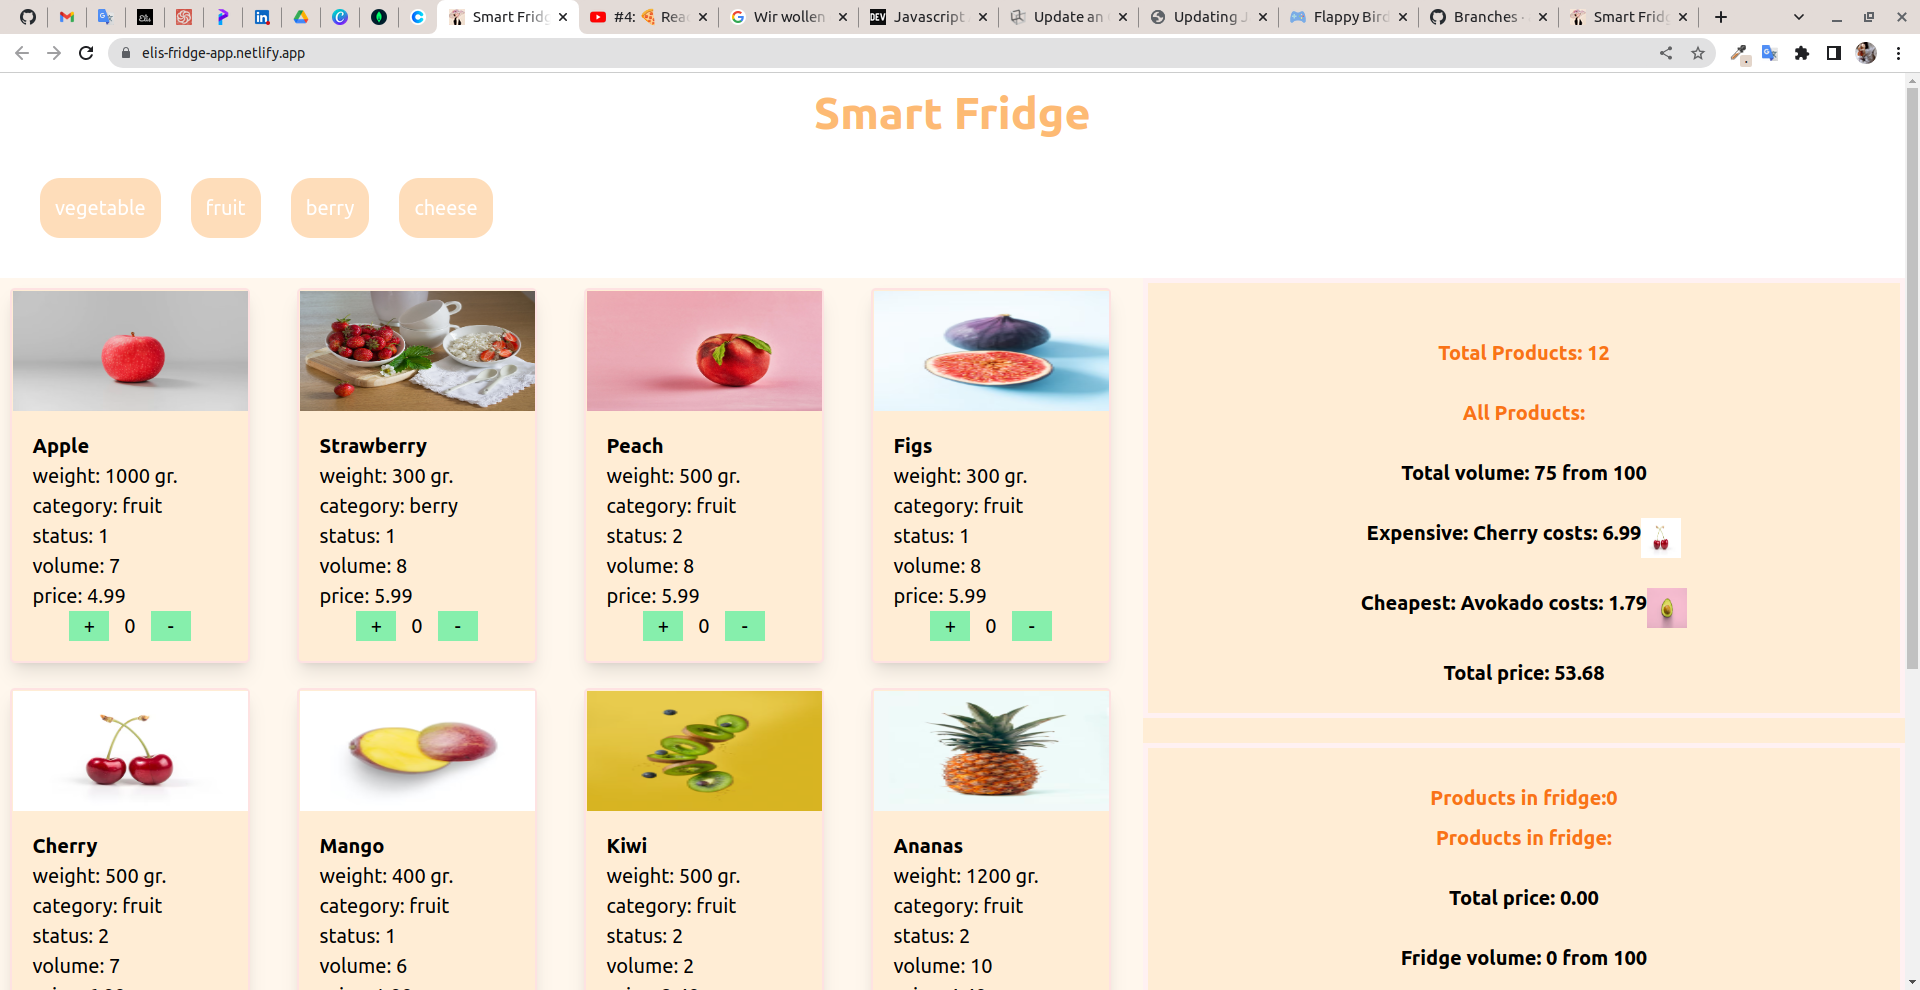 Smart Fridg
#4: 🍕 Reac
Wir wollen
Javascript
Update an
Updating J
Flappy Bird
Branches ·
Smart Fridg
elis-fridge-app.netlify.app
Smart Fridge
vegetable fruit berry cheese
Apple
weight: 1000 gr.
category: fruit
status: 1
volume: 7
price: 4.99
+ 0 -
Strawberry
weight: 300 gr.
category: berry
status: 1
volume: 8
price: 5.99
+ 0 -
Peach
weight: 500 gr.
category: fruit
status: 2
volume: 8
price: 5.99
+ 0 -
Figs
weight: 300 gr.
category: fruit
status: 1
volume: 8
price: 5.99
+ 0 -
Cherry
weight: 500 gr.
category: fruit
status: 2
volume: 7
Mango
weight: 400 gr.
category: fruit
status: 1
volume: 6
Kiwi
weight: 500 gr.
category: fruit
status: 2
volume: 2
Ananas
weight: 1200 gr.
category: fruit
status: 2
volume: 10
Total Products: 12
All Products:
Total volume: 75 from 100
Expensive: Cherry costs: 6.99
Cheapest: Avokado costs: 1.79
Total price: 53.68
Products in fridge:0
Products in fridge:
Total price: 0.00
Fridge volume: 0 from 100